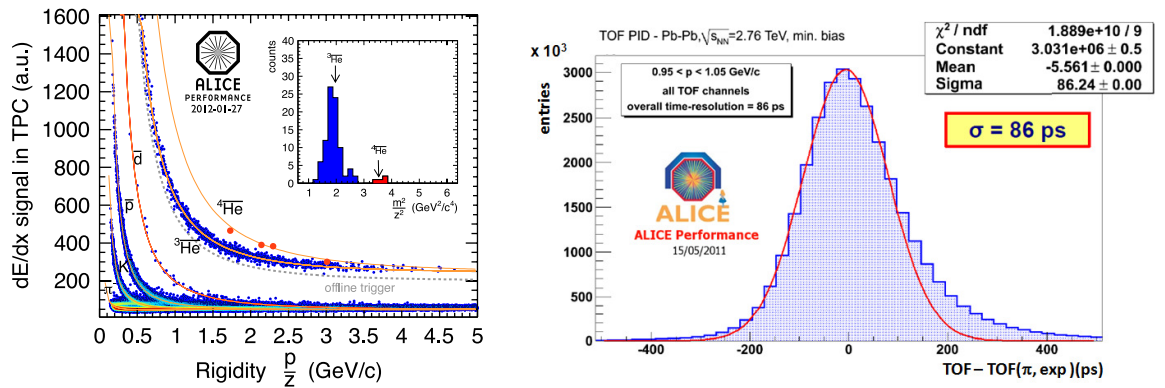 dE/dx signal in TPC (a.u.)
1600
1400
1200
1000
800
600
400
200
0 0.5 1 1.5 2 2.5 3 3.5 4 4.5 5
Rigidity p/z (GeV/c)
ALICE
PERFORMANCE
2012-01-27
π
K
p̅
d̅
³H̅e̅
⁴H̅e̅
offline trigger
counts
40
35
30
25
20
15
10
5
0
1 2 3 4 5 6
m²/z² (GeV²/c⁴)
³H̅e̅
⁴H̅e̅
TOF PID - Pb-Pb,√sNN=2.76 TeV, min. bias
x 10³
entries
3000
2500
2000
1500
1000
500
0
-400 -200 0 200 400
TOF– TOF(π, exp )(ps)
0.95 < p < 1.05 GeV/c
all TOF channels
overall time-resolution = 86 ps
ALICE
ALICE Performance
15/05/2011
χ² / ndf 1.889e+10 / 9
Constant 3.031e+06 ± 0.5
Mean -5.561 ± 0.000
Sigma 86.24 ± 0.00
σ = 86 ps